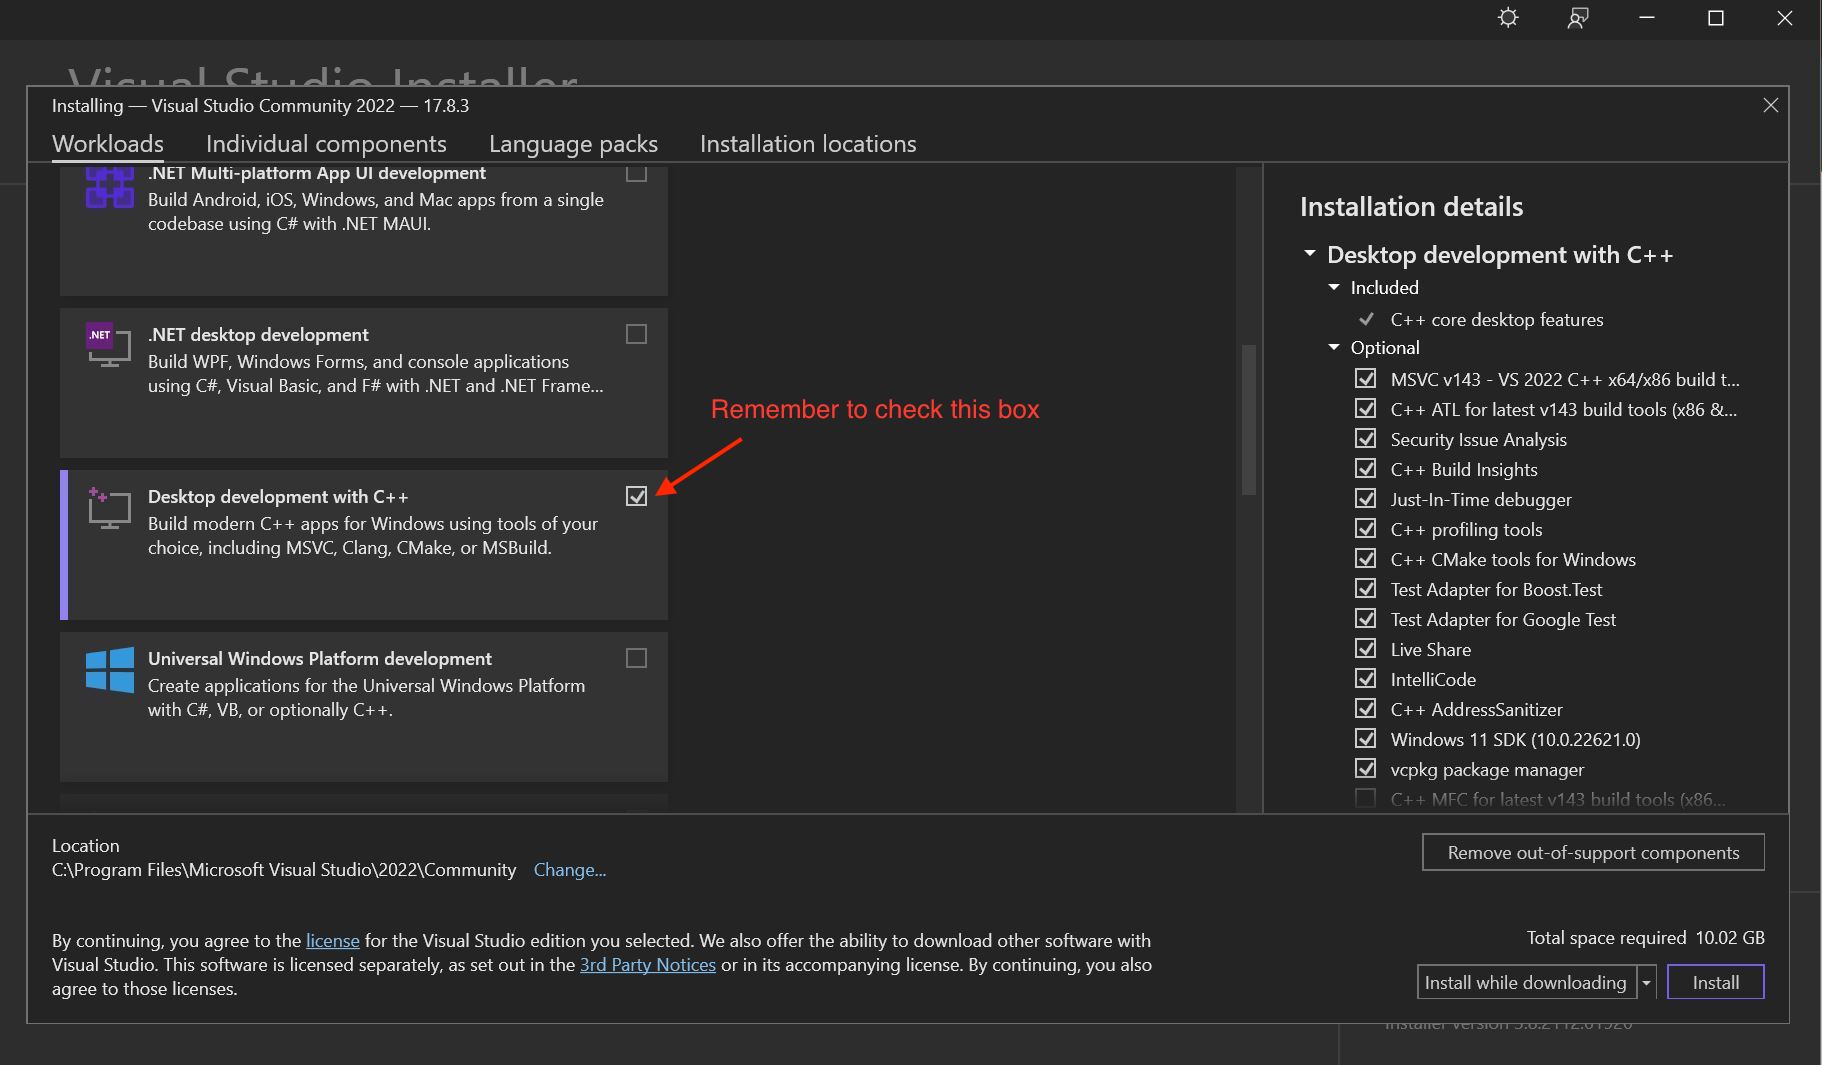 Visual Studio Installer
Installing — Visual Studio Community 2022 — 17.8.3
Workloads
Individual components
Language packs
Installation locations
.NET Multi-platform App UI development
Build Android, iOS, Windows, and Mac apps from a single
codebase using C# with .NET MAUI.
.NET
.NET desktop development
Build WPF, Windows Forms, and console applications
using C#, Visual Basic, and F# with .NET and .NET Frame...
Remember to check this box
Desktop development with C++
Build modern C++ apps for Windows using tools of your
choice, including MSVC, Clang, CMake, or MSBuild.
Universal Windows Platform development
Create applications for the Universal Windows Platform
with C#, VB, or optionally C++.
Installation details
Desktop development with C++
Included
C++ core desktop features
Optional
MSVC v143 - VS 2022 C++ x64/x86 build t...
C++ ATL for latest v143 build tools (x86 &...
Security Issue Analysis
C++ Build Insights
Just-In-Time debugger
C++ profiling tools
C++ CMake tools for Windows
Test Adapter for Boost.Test
Test Adapter for Google Test
Live Share
IntelliCode
C++ AddressSanitizer
Windows 11 SDK (10.0.22621.0)
vcpkg package manager
C++ MFC for latest v143 build tools (x86...
Location
C:\Program Files\Microsoft Visual Studio\2022\Community Change...
Remove out-of-support components
By continuing, you agree to the license for the Visual Studio edition you selected. We also offer the ability to download other software with
Visual Studio. This software is licensed separately, as set out in the 3rd Party Notices or in its accompanying license. By continuing, you also
agree to those licenses.
Total space required 10.02 GB
Install while downloading
Install
Installer version